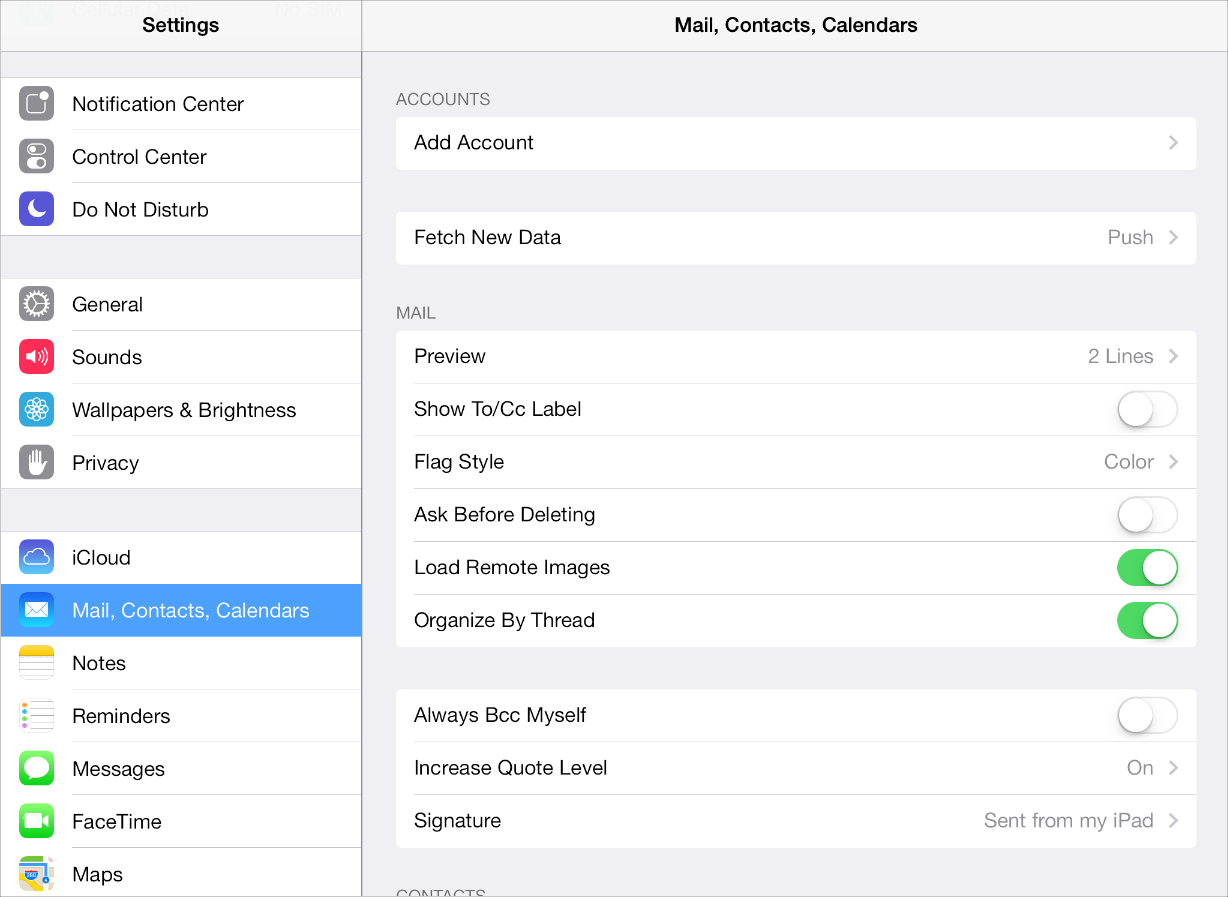 Cellular Data No SIM
Settings
Notification Center
Control Center
Do Not Disturb
General
Sounds
Wallpapers & Brightness
Privacy
iCloud
Mail, Contacts, Calendars
Notes
Reminders
Messages
FaceTime
Maps
Mail, Contacts, Calendars
ACCOUNTS
Add Account
Fetch New Data Push
MAIL
Preview 2 Lines
Show To/Cc Label
Flag Style Color
Ask Before Deleting
Load Remote Images
Organize By Thread
Always Bcc Myself
Increase Quote Level On
Signature Sent from my iPad
CONTACTS